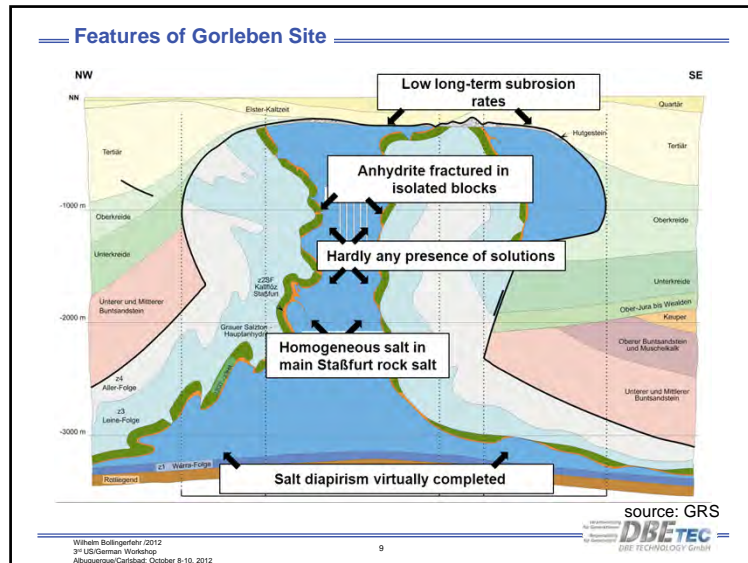 Features of Gorleben Site
NW
SE
Low long-term subrosion
rates
NN
Elster-Kaltzeit
Quartär
Hutgestein
Tertiär
Tertiär
Anhydrite fractured in
isolated blocks
-1000 m
Oberkreide
Oberkreide
Hardly any presence of solutions
Unterkreide
z2SF
Kaliflöz
Staßfurt
Unterkreide
Unterer und Mittlerer
Buntsandstein
Ober-Jura bis Wealden
Keuper
-2000 m
Grauer Salzton -
Hauptanhydrit
Homogeneous salt in
main Staßfurt rock salt
Oberer Buntsandstein
und Muschelkalk
z4
Aller-Folge
Unterer und Mittlerer
Buntsandstein
z3
Leine-Folge
-3000 m
z1 Werra-Folge
Rotliegend
Salt diapirism virtually completed
source: GRS
Wilhelm Bollingerfehr /2012
3rd US/German Workshop
Albuquerque/Carlsbad; October 8-10, 2012
9
DBE TEC
DBE TECHNOLOGY GmbH